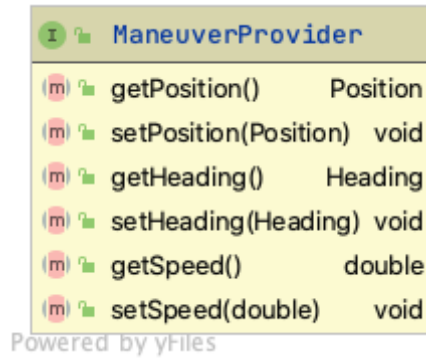 I ManeuverProvider
m getPosition() Position
m setPosition(Position) void
m getHeading() Heading
m setHeading(Heading) void
m getSpeed() double
m setSpeed(double) void
Powered by yFiles